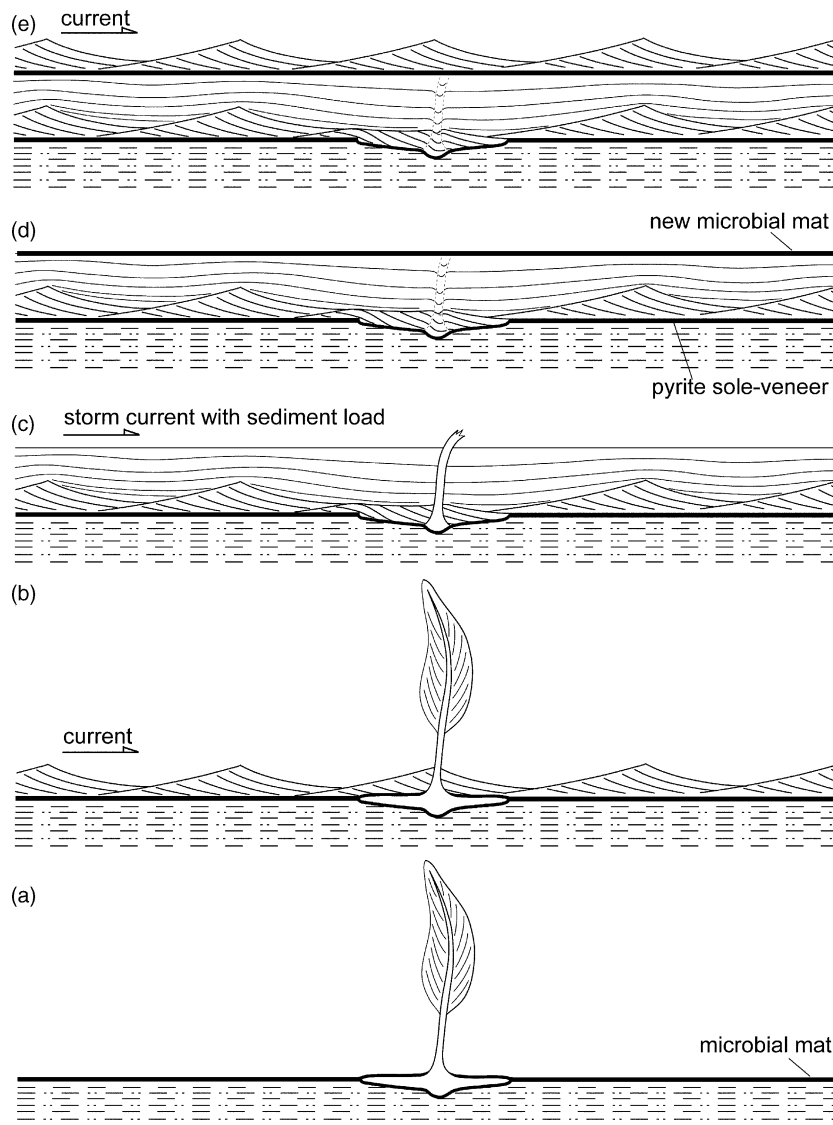 (e)
current
(d)
new microbial mat
pyrite sole-veneer
(c)
storm current with sediment load
(b)
current
(a)
microbial mat